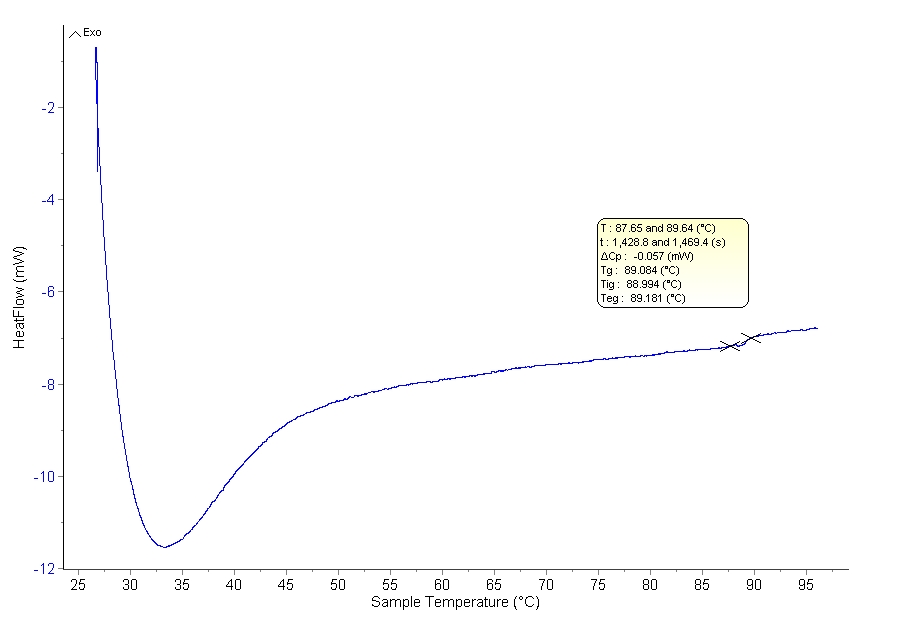 Exo
-2
-4
-6
-8
-10
-12
HeatFlow (mW)
T : 87.65 and 89.64 (°C)
t : 1,428.8 and 1,469.4 (s)
ΔCp : -0.057 (mW)
Tg : 89.084 (°C)
Tig : 88.994 (°C)
Teg : 89.181 (°C)
25 30 35 40 45 50 55 60 65 70 75 80 85 90 95
Sample Temperature (°C)